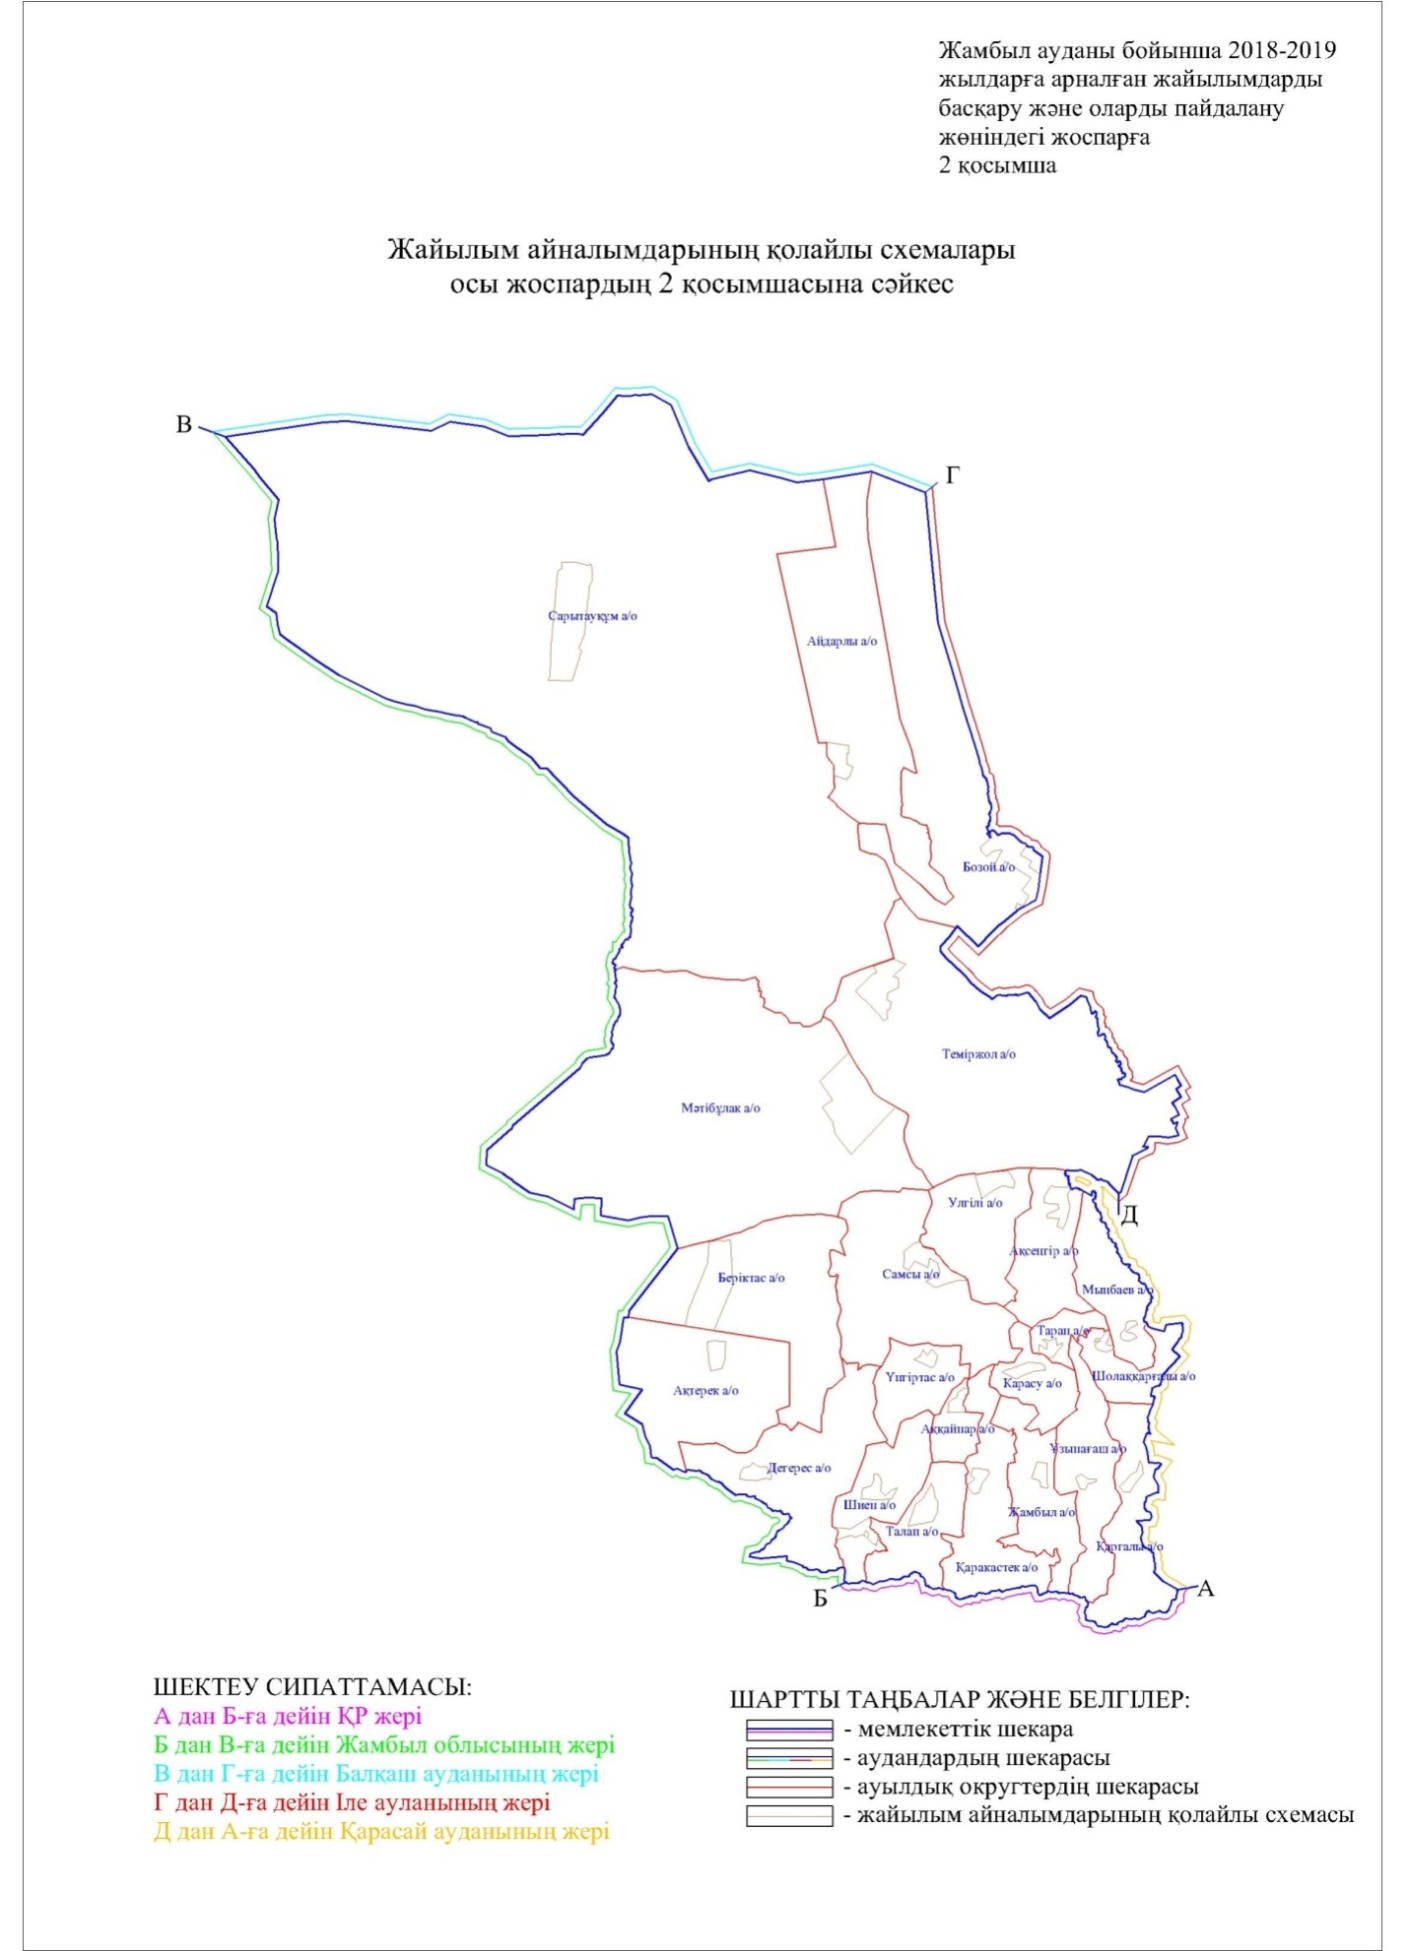 Жамбыл ауданы бойынша 2018-2019
жылдарға арналған жайылымдарды
басқару және оларды пайдалану
жөніндегі жоспарға
2 қосымша
Жайылым айналымдарының қолайлы схемалары
осы жоспардың 2 қосымшасына сәйкес
В
Г
Сарытауқұм а/о
Айдарлы а/о
Бозой а/о
Теміржол а/о
Мәтібұлак а/о
Улгілі а/о
Д
Ақсеңгір а/о
Самсы а/о
Беріктас а/о
Мыңбаев а/о
Таран а/о
Үңгіртас а/о
Карасу а/о
Шолаққарғалы а/о
Ақтерек а/о
Аққайнар а/о
Ұзынағаш а/о
Дегерес а/о
Шиен а/о
Жамбыл а/о
Талап а/о
Қарғалы а/о
Қаракастек а/о
Б
А
ШЕКТЕУ СИПАТТАМАСЫ:
А дан Б-ға дейін ҚР жері
Б дан В-ға дейін Жамбыл облысының жері
В дан Г-ға дейін Балқаш ауданының жері
Г дан Д-ға дейін Іле ауланының жері
Д дан А-ға дейін Қарасай ауданының жері
ШАРТТЫ ТАҢБАЛАР ЖӘНЕ БЕЛГІЛЕР:
- мемлекеттік шекара
- аудандардың шекарасы
- ауылдық округтердің шекарасы
- жайылым айналымдарының қолайлы схемасы